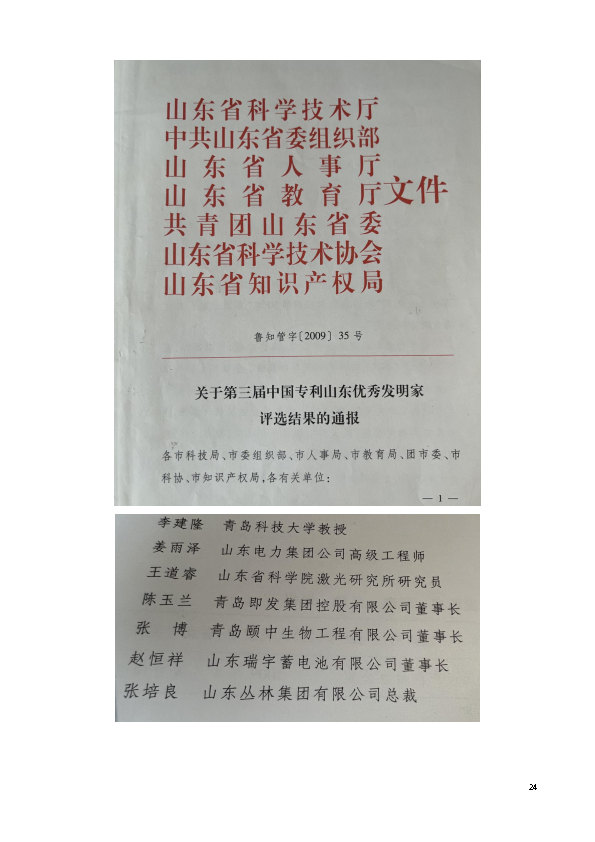 山东省科学技术厅
中共山东省委组织部
山东省人事厅
山东省教育厅文件
共青团山东省委
山东省科学技术协会
山东省知识产权局
鲁知管字〔2009〕35号
关于第三届中国专利山东优秀发明家
评选结果的通报
各市科技局、市委组织部、市人事局、市教育局、团市委、市
科协、市知识产权局,各有关单位:
— 1 —
李建隆 青岛科技大学教授
姜雨泽 山东电力集团公司高级工程师
王道睿 山东省科学院激光研究所研究员
陈玉兰 青岛即发集团控股有限公司董事长
张 博 青岛颐中生物工程有限公司董事长
赵恒祥 山东瑞宇蓄电池有限公司董事长
张培良 山东丛林集团有限公司总裁
24